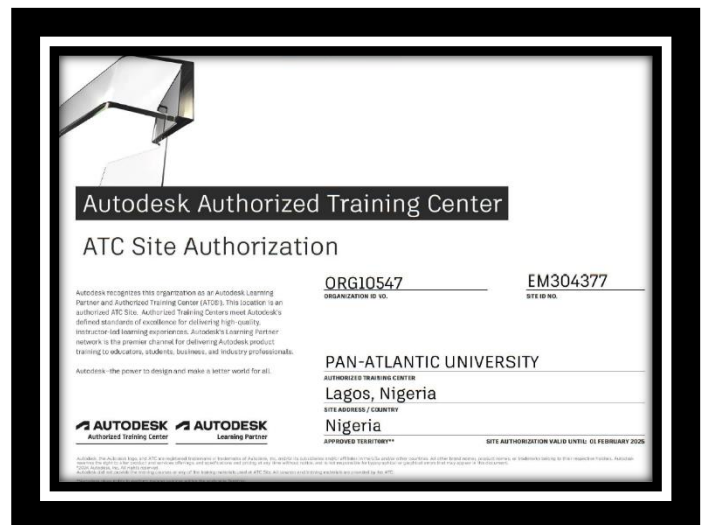 Autodesk Authorized Training Center
ATC Site Authorization
ORG10547
ORGANIZATION ID NO.
EM304377
SITE ID NO.
Autodesk recognizes this organization as an Autodesk Learning
Partner and Authorized Training Center (ATC®). This location is an
authorized ATC Site. Authorized Training Centers meet Autodesk's
defined standards of excellence for delivering high-quality,
instructor-led learning experiences. Autodesk's Learning Partner
network is the premier channel for delivering Autodesk product
training to educators, students, business, and industry professionals.
Autodesk—the power to design and make a better world for all.
PAN-ATLANTIC UNIVERSITY
AUTHORIZED TRAINING CENTER
Lagos, Nigeria
SITE ADDRESS / COUNTRY
Nigeria
APPROVED TERRITORY**
SITE AUTHORIZATION VALID UNTIL: 01 FEBRUARY 2025
AUTODESK
Authorized Training Center
AUTODESK
Learning Partner